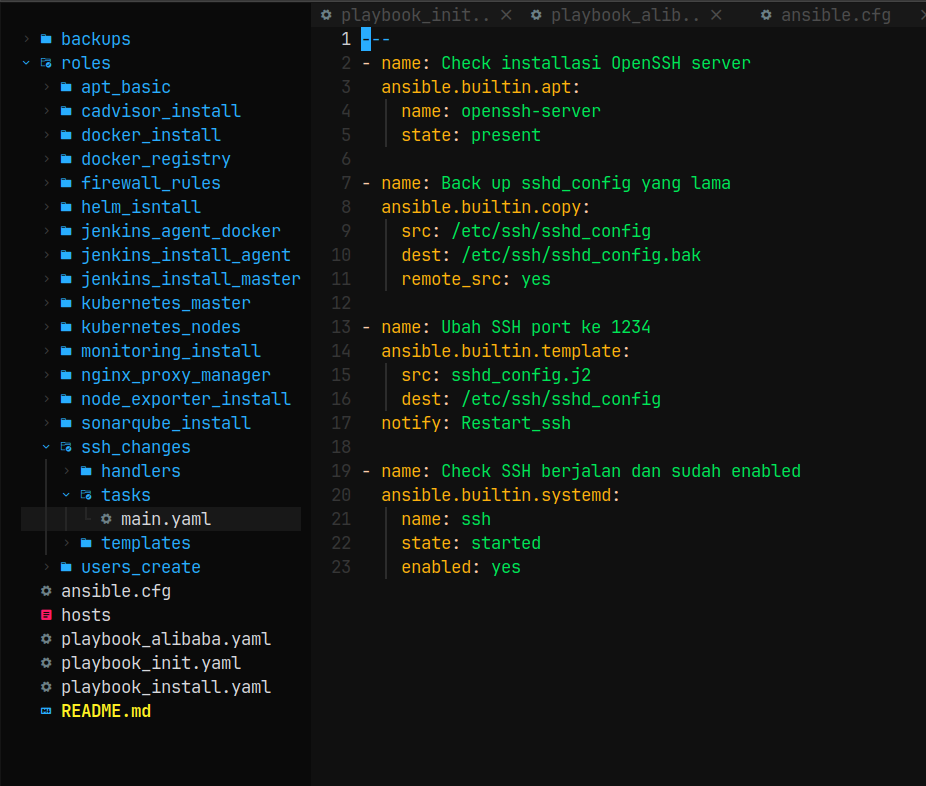 backups
roles
apt_basic
cadvisor_install
docker_install
docker_registry
firewall_rules
helm_isntall
jenkins_agent_docker
jenkins_install_agent
jenkins_install_master
kubernetes_master
kubernetes_nodes
monitoring_install
nginx_proxy_manager
node_exporter_install
sonarqube_install
ssh_changes
handlers
tasks
main.yaml
templates
users_create
ansible.cfg
hosts
playbook_alibaba.yaml
playbook_init.yaml
playbook_install.yaml
README.md
playbook_init.. playbook_alib.. ansible.cfg
1 ---
2 - name: Check installasi OpenSSH server
3 ansible.builtin.apt:
4 name: openssh-server
5 state: present
6
7 - name: Back up sshd_config yang lama
8 ansible.builtin.copy:
9 src: /etc/ssh/sshd_config
10 dest: /etc/ssh/sshd_config.bak
11 remote_src: yes
12
13 - name: Ubah SSH port ke 1234
14 ansible.builtin.template:
15 src: sshd_config.j2
16 dest: /etc/ssh/sshd_config
17 notify: Restart_ssh
18
19 - name: Check SSH berjalan dan sudah enabled
20 ansible.builtin.systemd:
21 name: ssh
22 state: started
23 enabled: yes